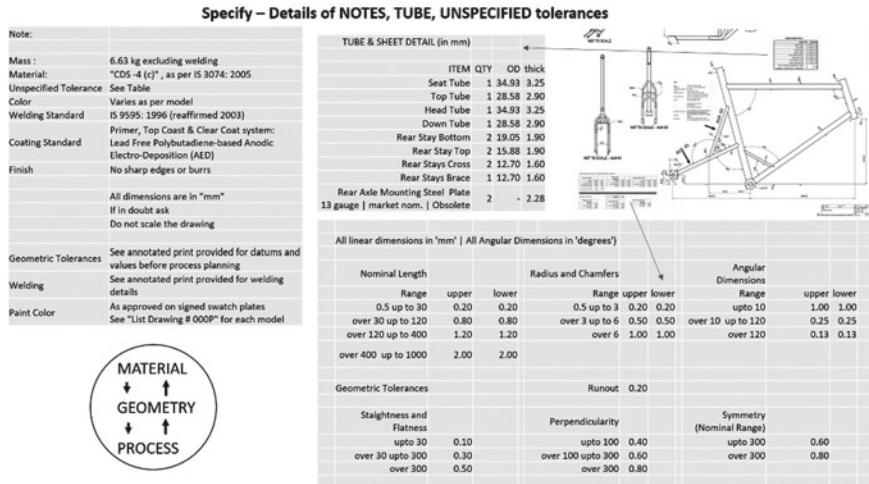 Specify – Details of NOTES, TUBE, UNSPECIFIED tolerances
Note:
Mass : 6.63 kg excluding welding
Material: "CDS -4 (c)" , as per IS 3074: 2005
Unspecified Tolerance See Table
Color Varies as per model
Welding Standard IS 9595: 1996 (reaffirmed 2003)
Coating Standard Primer, Top Coast & Clear Coat system:
Lead Free Polybutadiene-based Anodic
Electro-Deposition (AED)
Finish No sharp edges or burrs
All dimensions are in "mm"
If in doubt ask
Do not scale the drawing
Geometric Tolerances See annotated print provided for datums and
values before process planning
Welding See annotated print provided for welding
details
Paint Color As approved on signed swatch plates
See "List Drawing # 000P" for each model
MATERIAL
GEOMETRY
PROCESS
TUBE & SHEET DETAIL (in mm)
ITEM QTY OD thick
Seat Tube 1 34.93 3.25
Top Tube 1 28.58 2.90
Head Tube 1 34.93 3.25
Down Tube 1 28.58 2.90
Rear Stay Bottom 2 19.05 1.90
Rear Stay Top 2 15.88 1.90
Rear Stays Cross 2 12.70 1.60
Rear Stays Brace 1 12.70 1.60
Rear Axle Mounting Steel Plate
13 gauge | market nom. | Obsolete 2 - 2.28
All linear dimensions in 'mm' | All Angular Dimensions in 'degrees')
Nominal Length
Range upper lower
0.5 up to 30 0.20 0.20
over 30 up to 120 0.80 0.80
over 120 up to 400 1.20 1.20
over 400 up to 1000 2.00 2.00
Radius and Chamfers
Range upper lower
0.5 up to 3 0.20 0.20
over 3 up to 6 0.50 0.50
over 6 1.00 1.00
Angular
Dimensions
Range upper lower
upto 10 1.00 1.00
over 10 up to 120 0.25 0.25
over 120 0.13 0.13
Geometric Tolerances Runout 0.20
Staightness and
Flatness
upto 30 0.10
over 30 upto 300 0.30
over 300 0.50
Perpendicularity
upto 100 0.40
over 100 upto 300 0.60
over 300 0.80
Symmetry
(Nominal Range)
upto 300 0.60
over 300 0.80